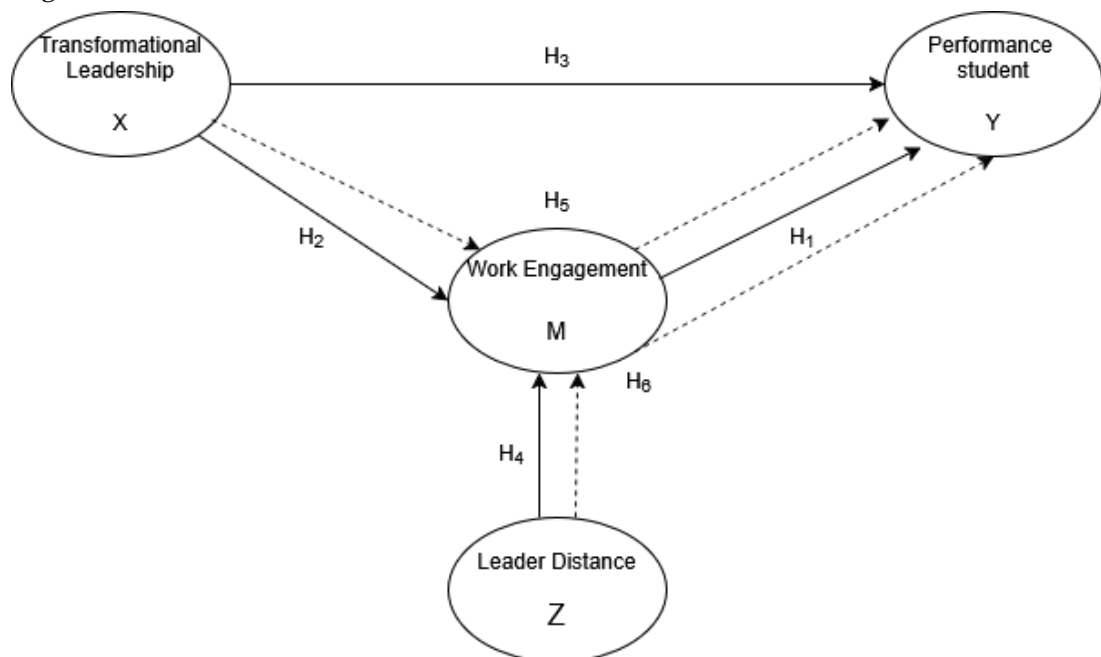 Transformational
Leadership
X
H3
Performance
student
Y
H5
H2
H1
Work Engagement
M
H6
H4
Leader Distance
Z